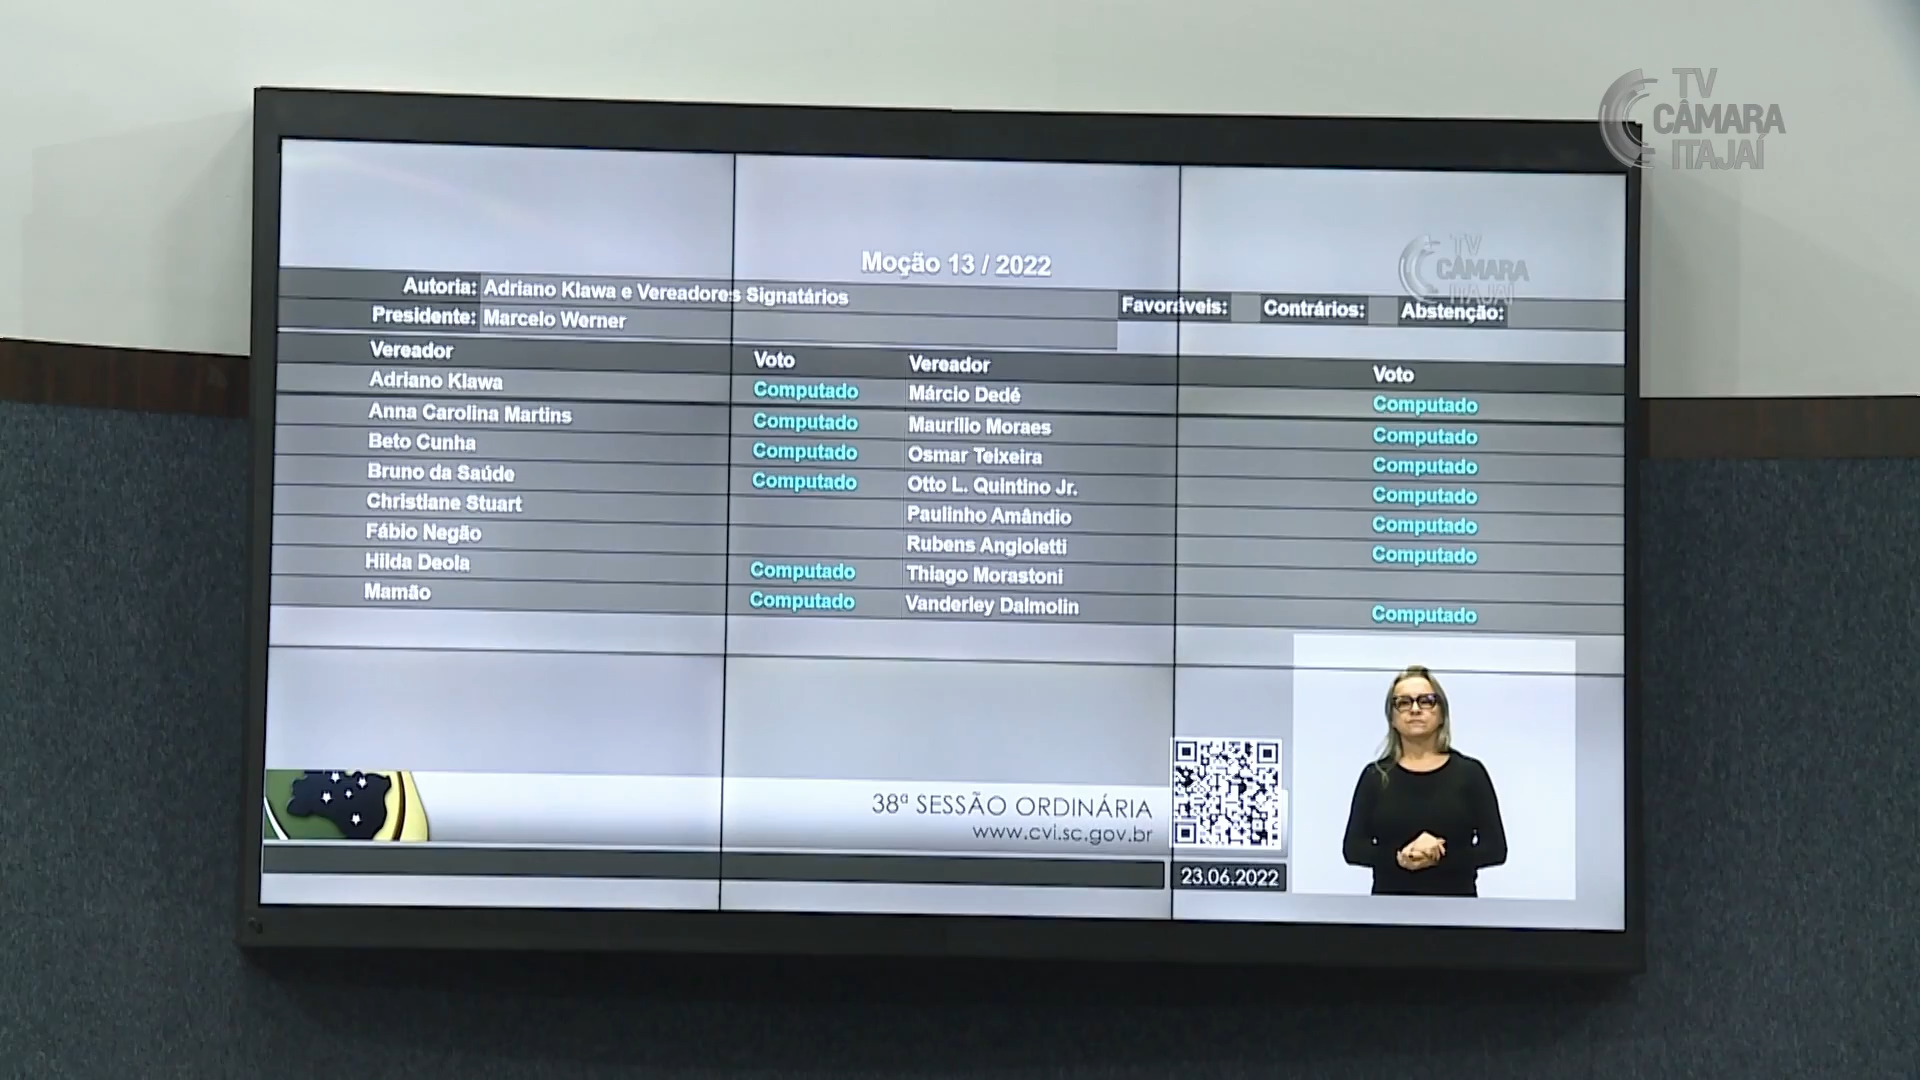 TV
CÂMARA
ITAJAÍ
TV
CÂMARA
ITAJAÍ
Moção 13 / 2022
Autoria: Adriano Klawa e Vereadores Signatários
Presidente: Marcelo Werner
Favoráveis: Contrários: Abstenção:
Vereador Voto Vereador Voto
Adriano Klawa Computado Márcio Dedé Computado
Anna Carolina Martins Computado Maurílio Moraes Computado
Beto Cunha Computado Osmar Teixeira Computado
Bruno da Saúde Computado Otto L. Quintino Jr. Computado
Christiane Stuart Paulinho Amândio Computado
Fábio Negão Rubens Angioletti Computado
Hilda Deola Computado Thiago Morastoni
Mamão Computado Vanderley Dalmolin Computado
38ª SESSÃO ORDINÁRIA
www.cvi.sc.gov.br
23.06.2022